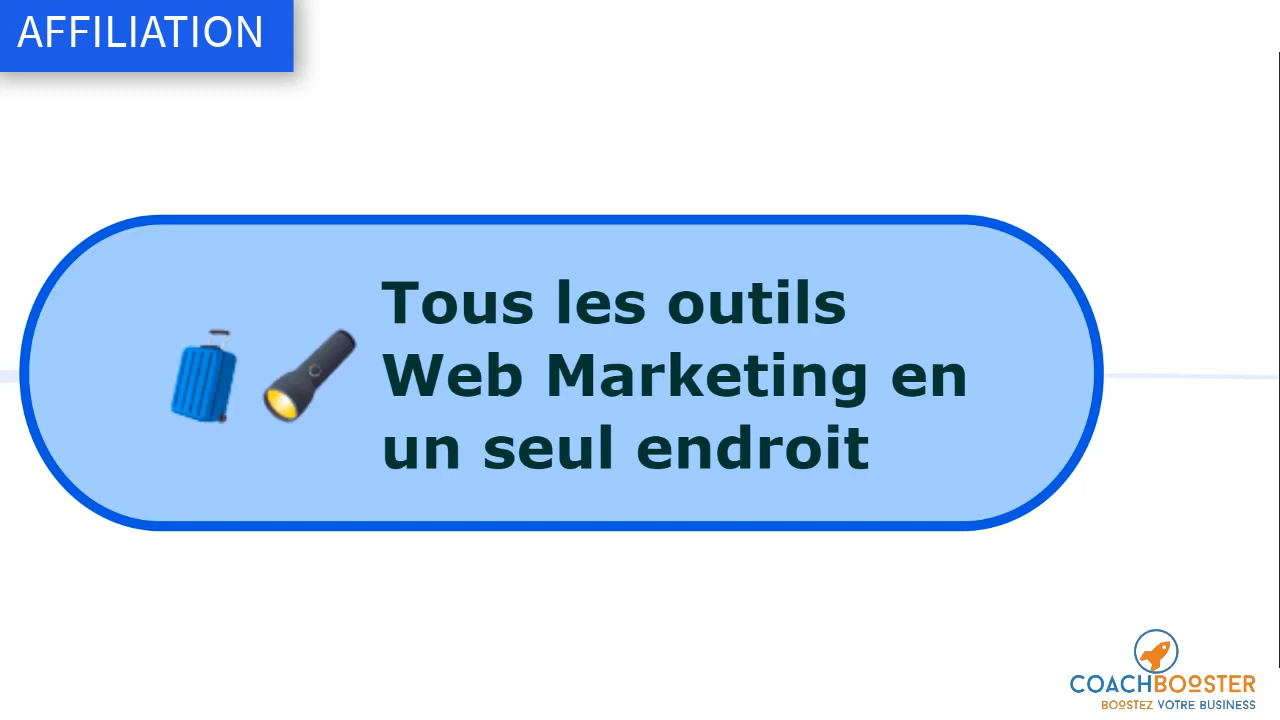 AFFILIATION
Tous les outils
Web Marketing en
un seul endroit
COACHBOOSTER
BOOSTEZ VOTRE BUSINESS